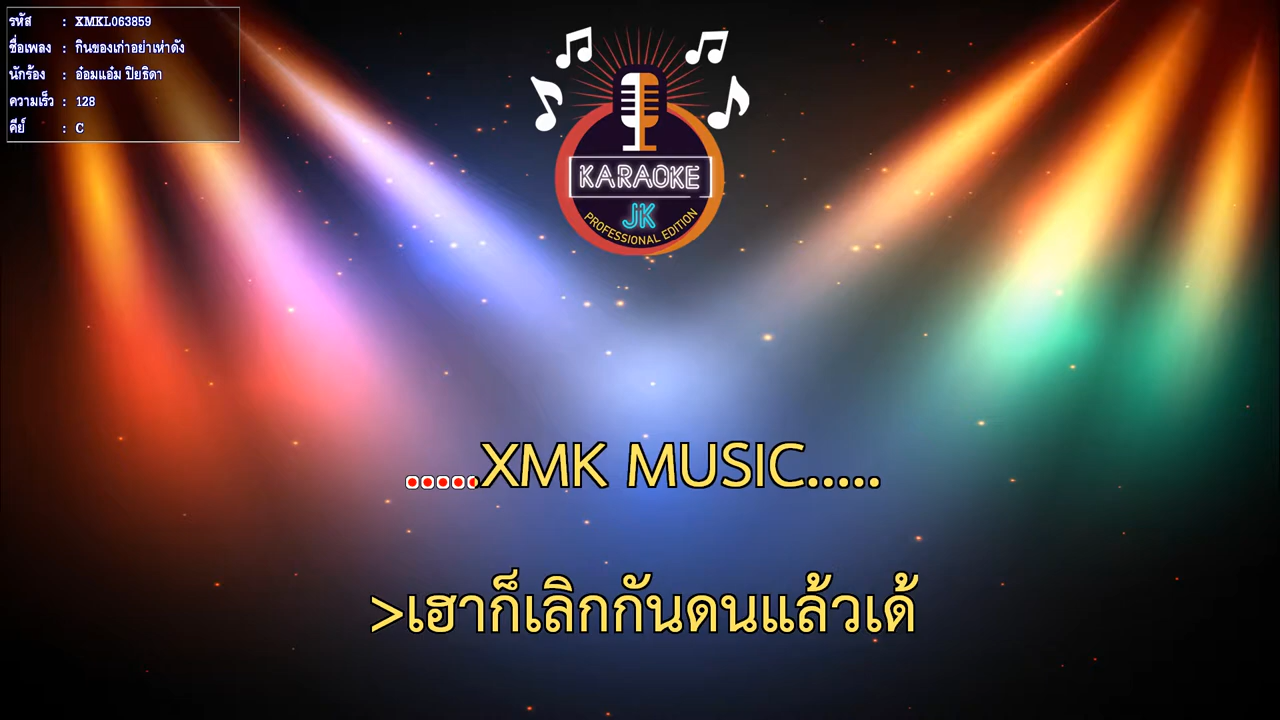 รหัส : XMKL063859
ชื่อเพลง : กินของเก่าอย่าเห่าดัง
นักร้อง : อ๋อมแอ๋ม ปิยธิดา
ความเร็ว : 128
คีย์ : C
KARAOKE
JK
PROFESSIONAL EDITION
.....XMK MUSIC.....
>เฮาก็เลิกกันดนแล้วเด้